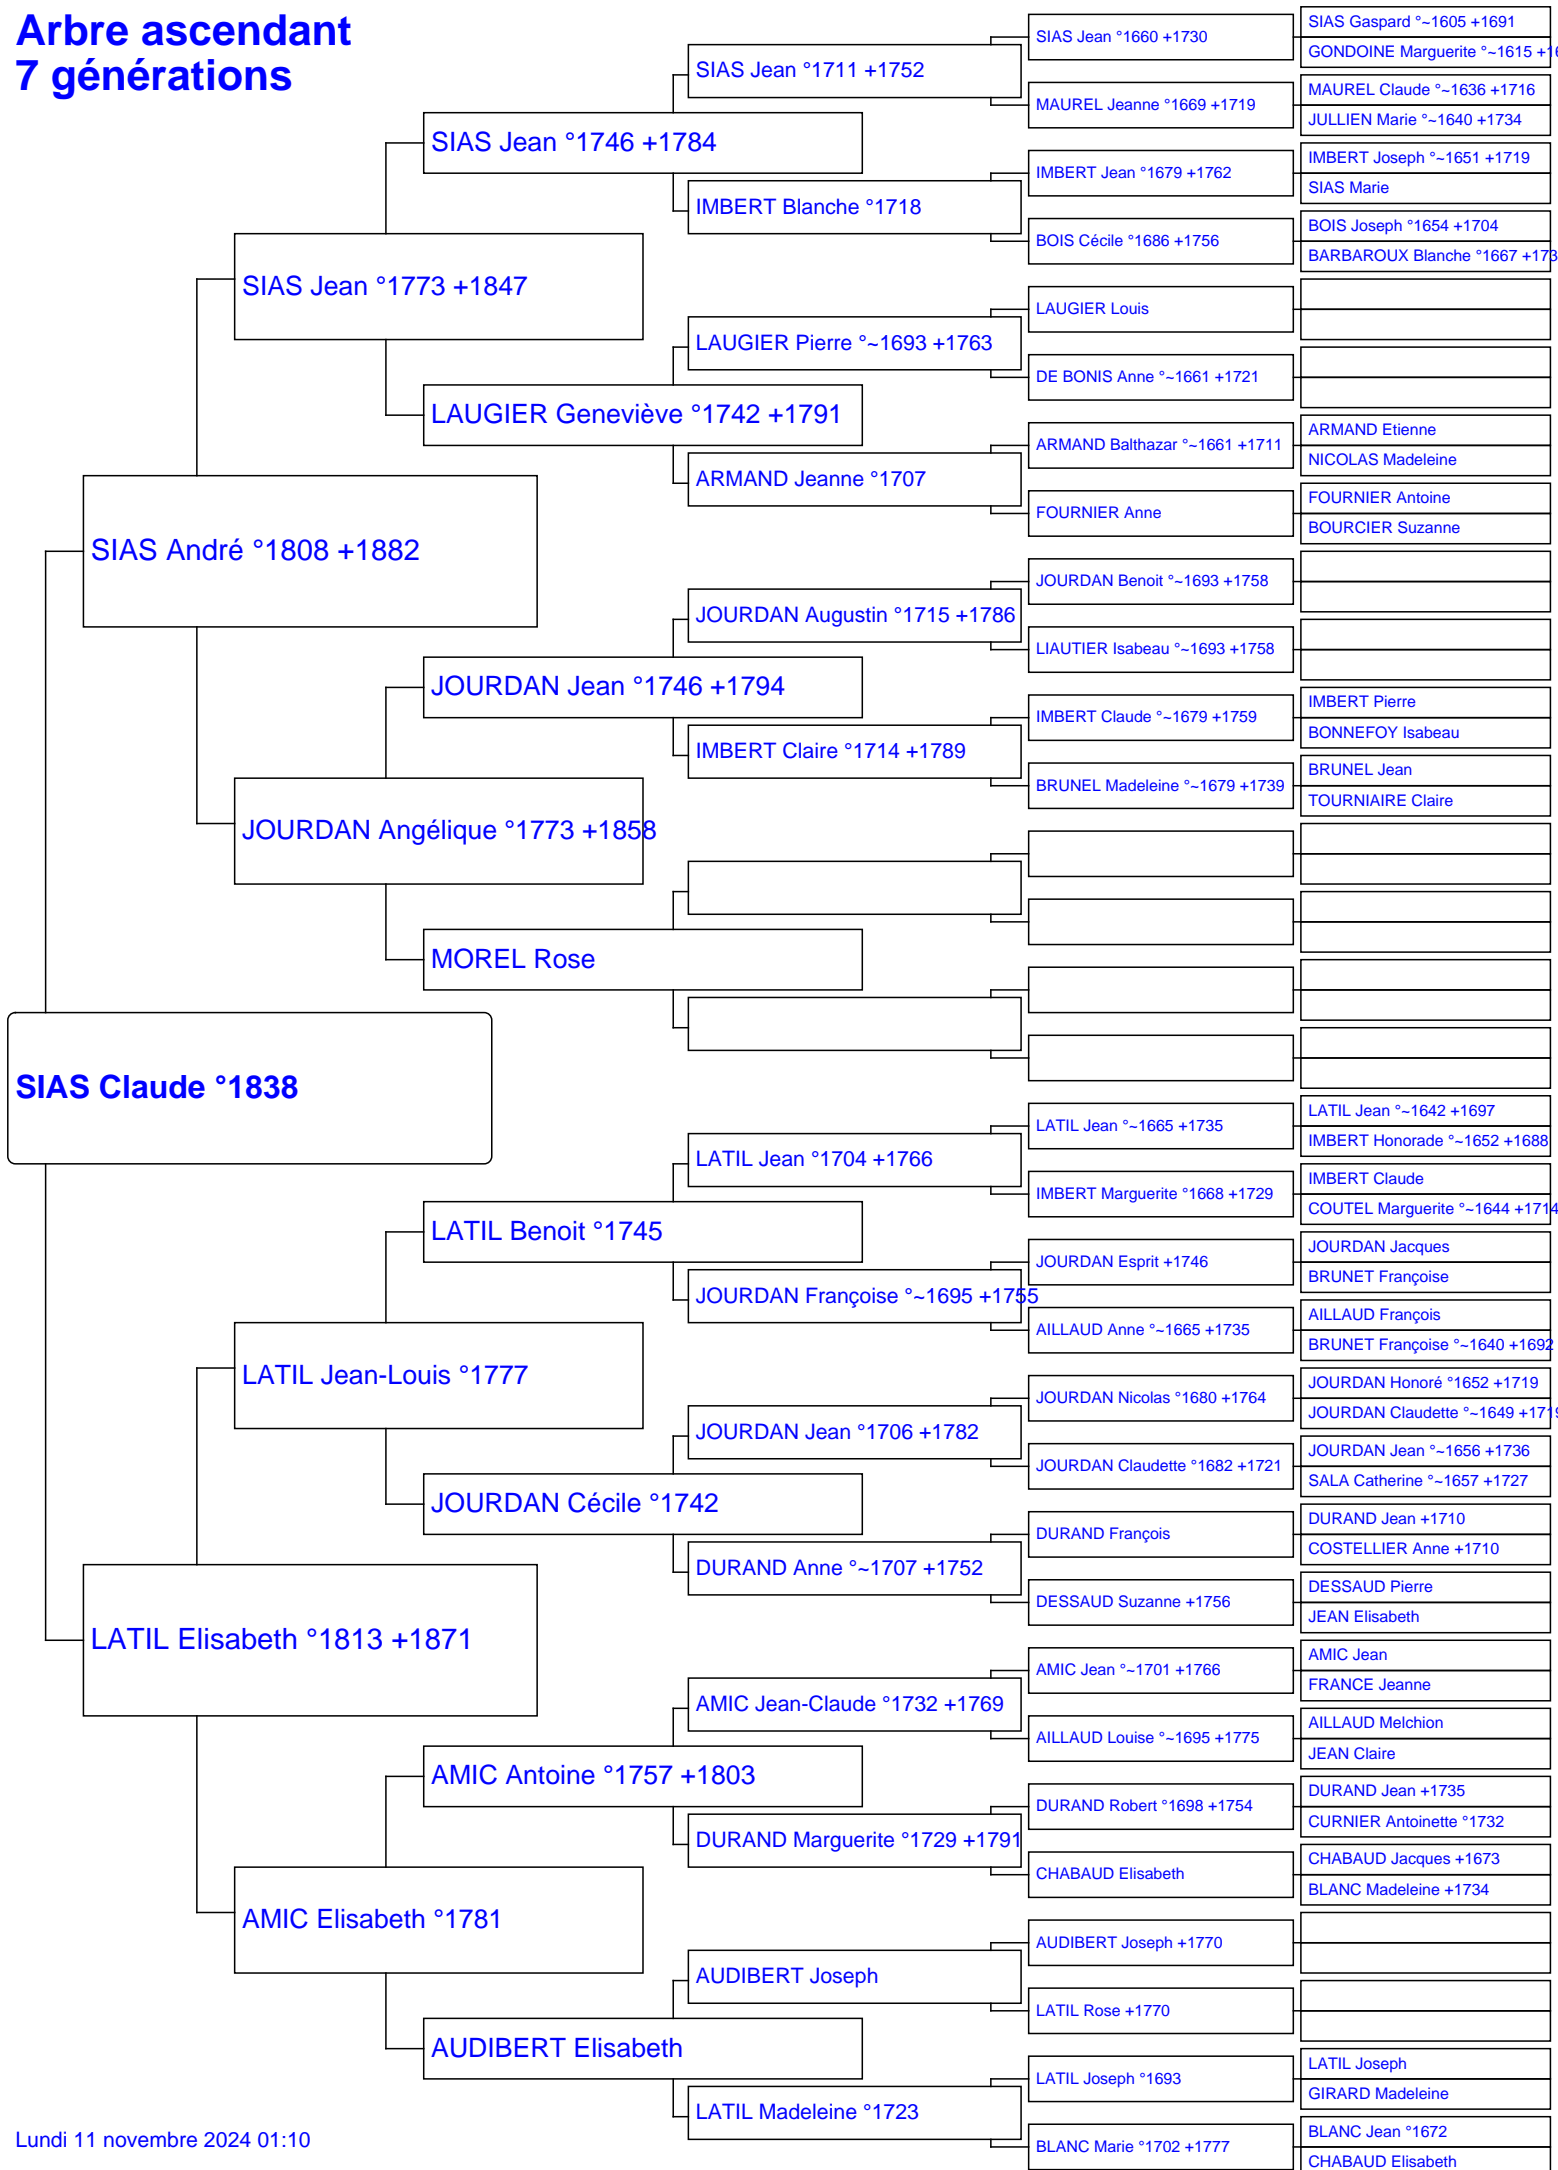 Arbre ascendant
7 générations
SIAS Claude °1838
SIAS André °1808 +1882
LATIL Elisabeth °1813 +1871
SIAS Jean °1773 +1847
JOURDAN Angélique °1773 +1858
LATIL Jean-Louis °1777
AMIC Elisabeth °1781
SIAS Jean °1746 +1784
LAUGIER Geneviève °1742 +1791
JOURDAN Jean °1746 +1794
MOREL Rose
LATIL Benoit °1745
JOURDAN Cécile °1742
AMIC Antoine °1757 +1803
AUDIBERT Elisabeth
SIAS Jean °1711 +1752
IMBERT Blanche °1718
LAUGIER Pierre °~1693 +1763
ARMAND Jeanne °1707
JOURDAN Augustin °1715 +1786
IMBERT Claire °1714 +1789
LATIL Jean °1704 +1766
JOURDAN Françoise °~1695 +1755
JOURDAN Jean °1706 +1782
DURAND Anne °~1707 +1752
AMIC Jean-Claude °1732 +1769
DURAND Marguerite °1729 +1791
AUDIBERT Joseph
LATIL Madeleine °1723
SIAS Jean °1660 +1730
MAUREL Jeanne °1669 +1719
IMBERT Jean °1679 +1762
BOIS Cécile °1686 +1756
LAUGIER Louis
DE BONIS Anne °~1661 +1721
ARMAND Balthazar °~1661 +1711
FOURNIER Anne
JOURDAN Benoit °~1693 +1758
LIAUTIER Isabeau °~1693 +1758
IMBERT Claude °~1679 +1759
BRUNEL Madeleine °~1679 +1739
LATIL Jean °~1665 +1735
IMBERT Marguerite °1668 +1729
JOURDAN Esprit +1746
AILLAUD Anne °~1665 +1735
JOURDAN Nicolas °1680 +1764
JOURDAN Claudette °1682 +1721
DURAND François
DESSAUD Suzanne +1756
AMIC Jean °~1701 +1766
AILLAUD Louise °~1695 +1775
DURAND Robert °1698 +1754
CHABAUD Elisabeth
AUDIBERT Joseph +1770
LATIL Rose +1770
LATIL Joseph °1693
BLANC Marie °1702 +1777
SIAS Gaspard °~1605 +1691
GONDOINE Marguerite °~1615
MAUREL Claude °~1636 +1716
JULLIEN Marie °~1640 +1734
IMBERT Joseph °~1651 +1719
SIAS Marie
BOIS Joseph °1654 +1704
BARBAROUX Blanche °1667 +173
ARMAND Etienne
NICOLAS Madeleine
FOURNIER Antoine
BOURCIER Suzanne
IMBERT Pierre
BONNEFOY Isabeau
BRUNEL Jean
TOURNIAIRE Claire
LATIL Jean °~1642 +1697
IMBERT Honorade °~1652 +1688
IMBERT Claude
COUTEL Marguerite °~1644 +1714
JOURDAN Jacques
BRUNET Françoise
AILLAUD François
BRUNET Françoise °~1640 +1692
JOURDAN Honoré °1652 +1719
JOURDAN Claudette °~1649 +1719
JOURDAN Jean °~1656 +1736
SALA Catherine °~1657 +1727
DURAND Jean +1710
COSTELLIER Anne +1710
DESSAUD Pierre
JEAN Elisabeth
AMIC Jean
FRANCE Jeanne
AILLAUD Melchion
JEAN Claire
DURAND Jean +1735
CURNIER Antoinette °1732
CHABAUD Jacques +1673
BLANC Madeleine +1734
LATIL Joseph
GIRARD Madeleine
BLANC Jean °1672
CHABAUD Elisabeth
Lundi 11 novembre 2024 01:10